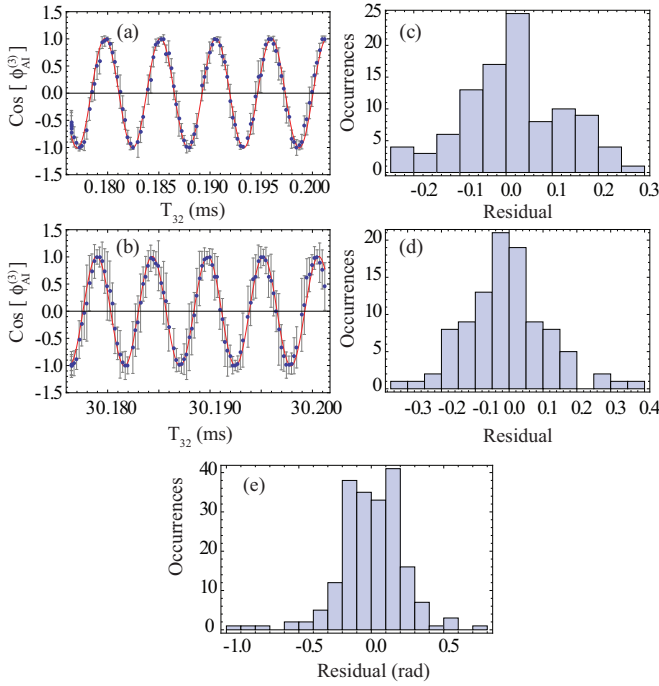 (a)
Cos [ ϕ_AI^(3) ]
1.5
1.0
0.5
0.0
-0.5
-1.0
-1.5
0.180 0.185 0.190 0.196 0.200
T_32 (ms)
(c)
Occurrences
25
20
15
10
5
0
-0.2 -0.1 0.0 0.1 0.2 0.3
Residual
(b)
Cos [ ϕ_AI^(3) ]
1.5
1.0
0.5
0.0
-0.5
-1.0
-1.5
30.180 30.190 30.200
T_32 (ms)
(d)
Occurrences
20
15
10
5
0
-0.3 -0.2 -0.1 0.0 0.1 0.2 0.3 0.4
Residual
(e)
Occurrences
40
30
20
10
0
-1.0 -0.5 0.0 0.5
Residual (rad)